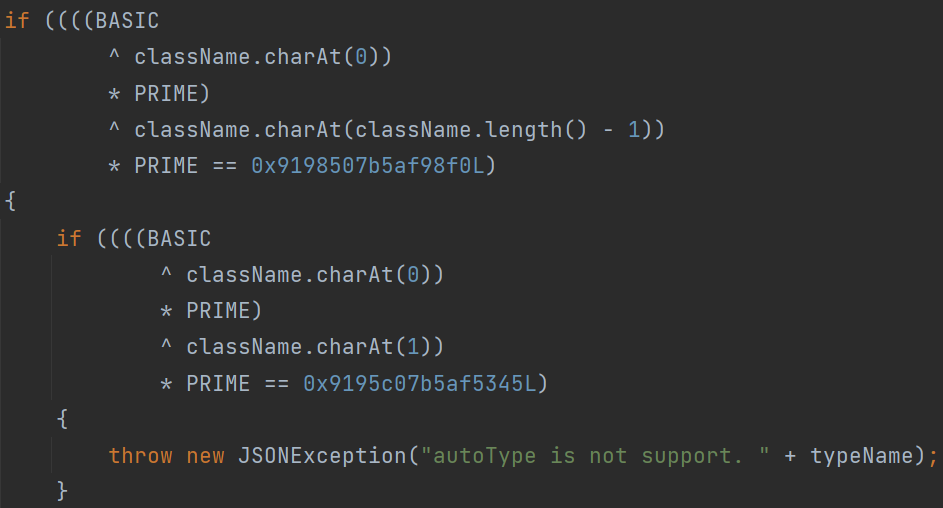 if ((((BASIC
^ className.charAt(0))
* PRIME)
^ className.charAt(className.length() - 1))
* PRIME == 0x9198507b5af98f0L)
{
if ((((BASIC
^ className.charAt(0))
* PRIME)
^ className.charAt(1))
* PRIME == 0x9195c07b5af5345L)
{
throw new JSONException("autoType is not support. " + typeName);
}